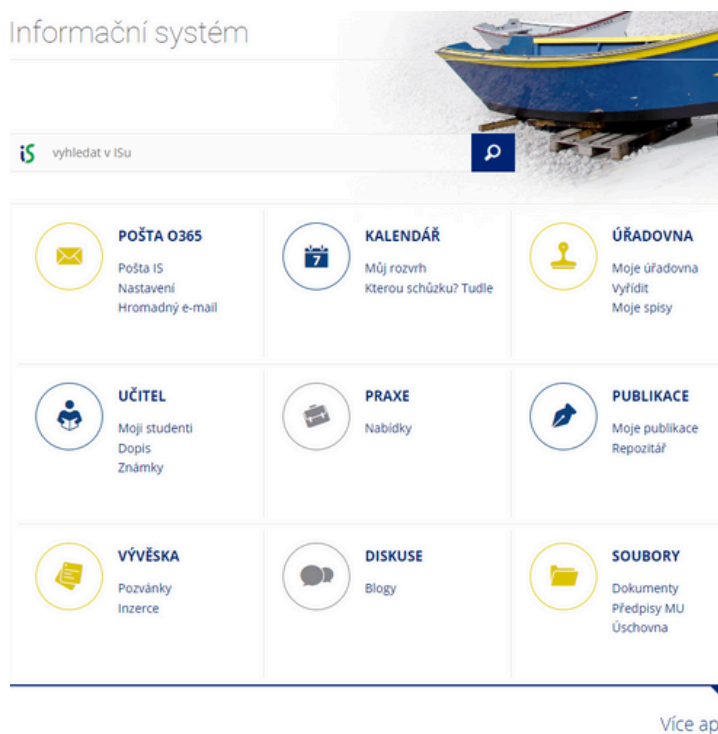 Informační systém
iS vyhledat v ISu
POŠTA O365
Pošta IS
Nastavení
Hromadný e-mail
KALENDÁŘ
7
Můj rozvrh
Kterou schůzku? Tudle
ÚŘADOVNA
Moje úřadovna
Vyřídit
Moje spisy
UČITEL
Moji studenti
Dopis
Známky
PRAXE
Nabídky
PUBLIKACE
Moje publikace
Repozitář
VÝVĚSKA
Pozvánky
Inzerce
DISKUSE
Blogy
SOUBORY
Dokumenty
Předpisy MU
Úschovna
Více ap